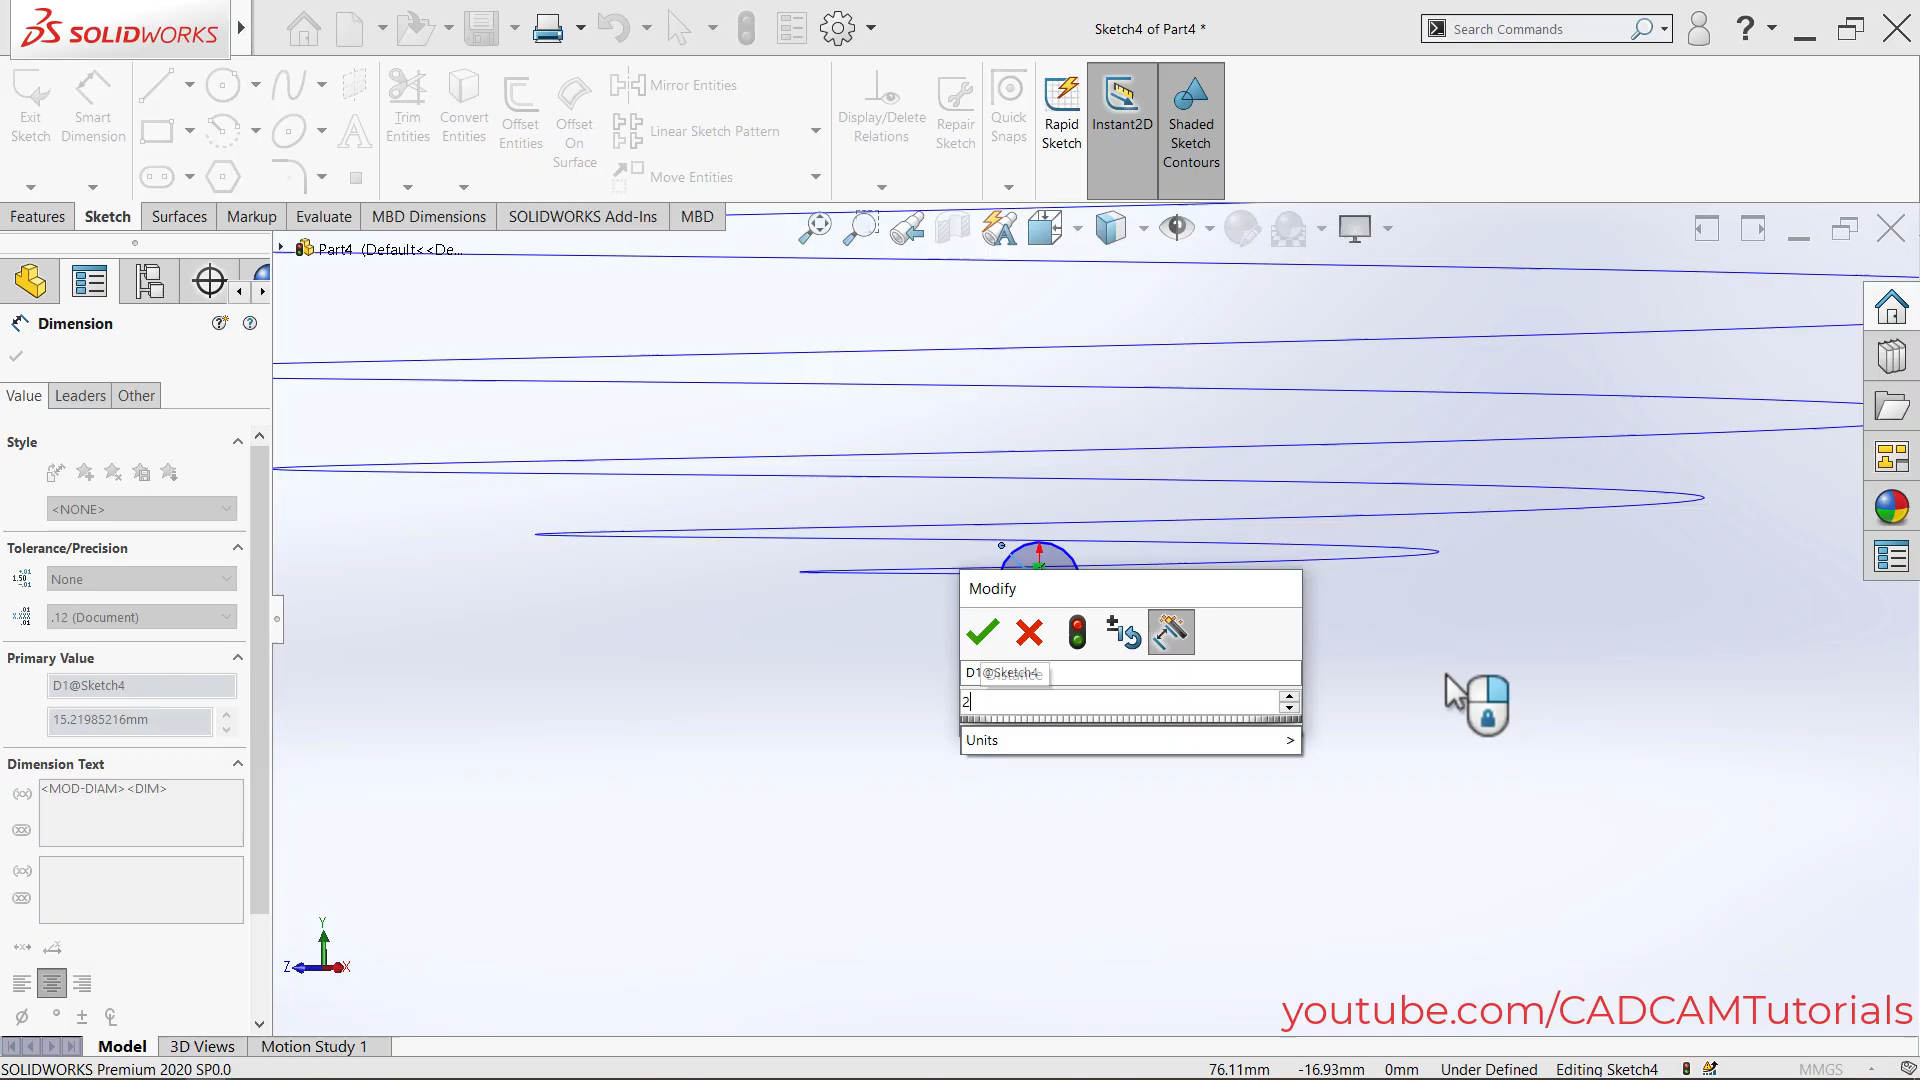 SOLIDWORKS
Sketch4 of Part4 *
Search Commands
?
Exit Sketch
Smart Dimension
Trim Entities
Convert Entities
Offset Entities
Offset On Surface
Mirror Entities
Linear Sketch Pattern
Move Entities
Display/Delete Relations
Repair Sketch
Quick Snaps
Rapid Sketch
Instant2D
Shaded Sketch Contours
Features
Sketch
Surfaces
Markup
Evaluate
MBD Dimensions
SOLIDWORKS Add-Ins
MBD
Part4 (Default<<De...
Dimension
Value
Leaders
Other
Style
<NONE>
Tolerance/Precision
None
.12 (Document)
Primary Value
D1@Sketch4
15.21985216mm
Dimension Text
<MOD-DIAM><DIM>
Modify
D1@Sketch4
Distance
2
Units >
Y
Z
X
youtube.com/CADCAMTutorials
Model
3D Views
Motion Study 1
SOLIDWORKS Premium 2020 SP0.0
76.11mm
-16.93mm
0mm
Under Defined
Editing Sketch4
MMGS